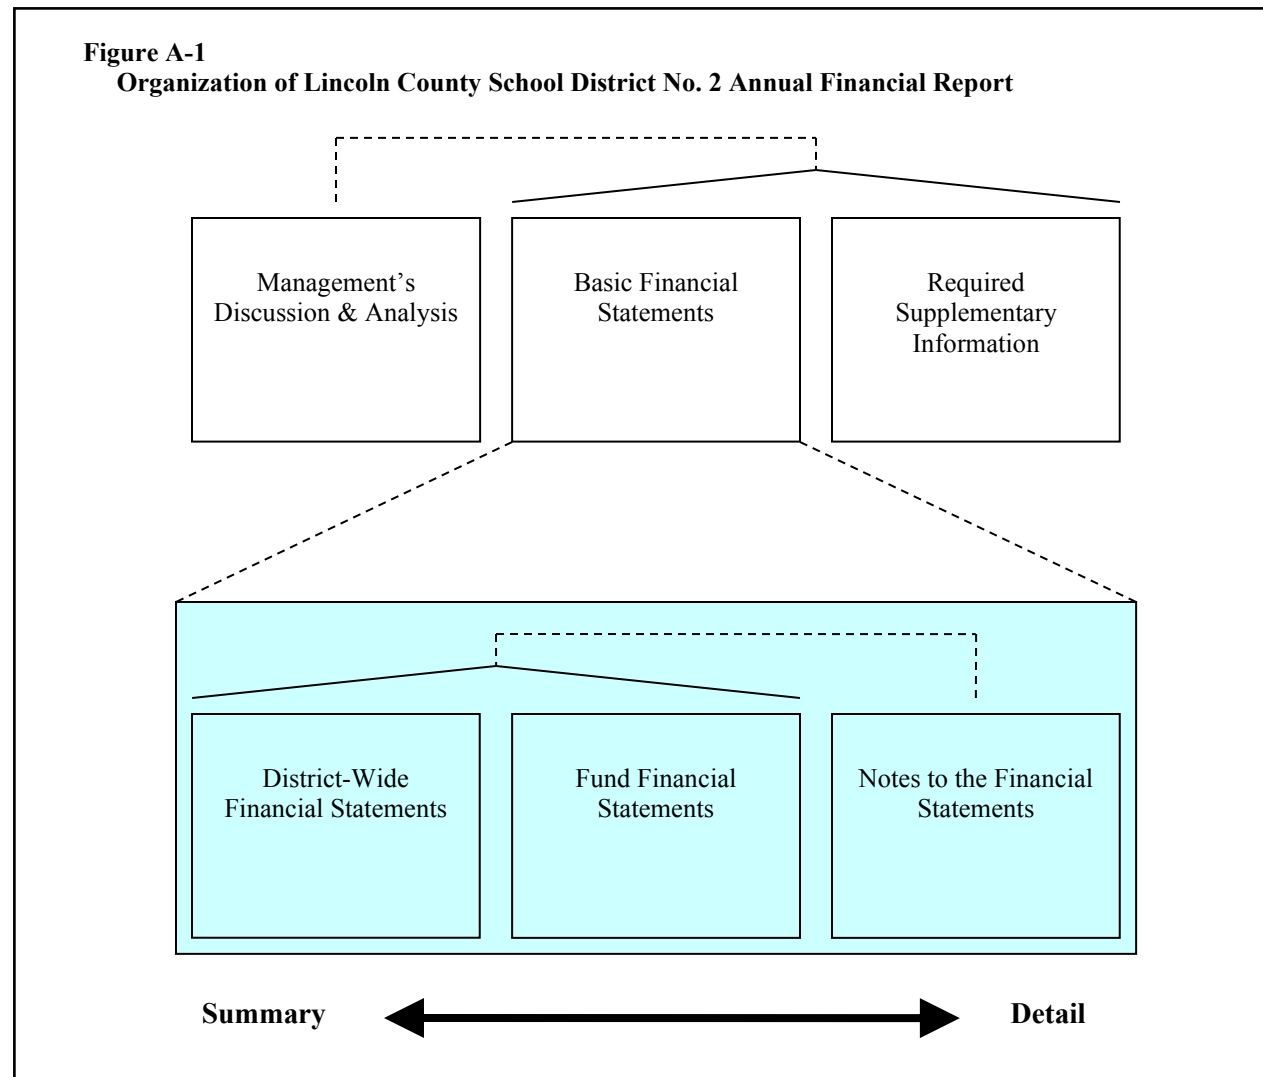 Figure A-1
Organization of Lincoln County School District No. 2 Annual Financial Report
Management’s
Discussion & Analysis
Basic Financial
Statements
Required
Supplementary
Information
District-Wide
Financial Statements
Fund Financial
Statements
Notes to the Financial
Statements
Summary
Detail